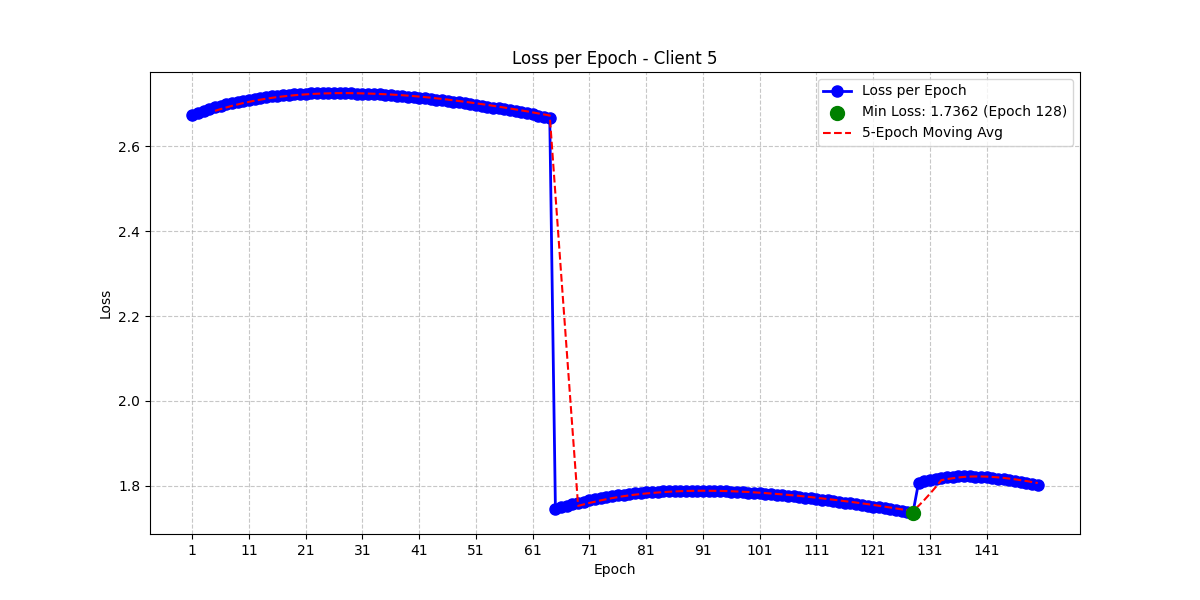 Loss per Epoch - Client 5
Loss per Epoch
Min Loss: 1.7362 (Epoch 128)
5-Epoch Moving Avg
Loss
2.6
2.4
2.2
2.0
1.8
1 11 21 31 41 51 61 71 81 91 101 111 121 131 141
Epoch